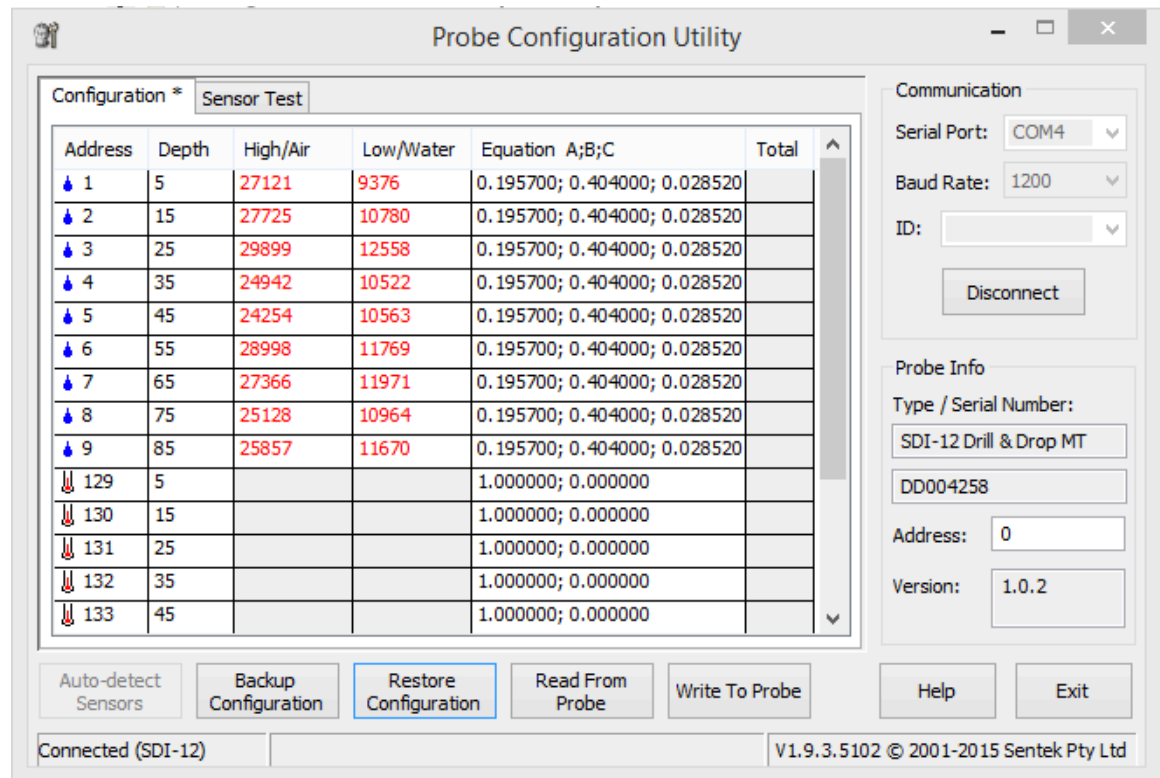 Probe Configuration Utility
Configuration * Sensor Test
Address Depth High/Air Low/Water Equation A;B;C Total
1 5 27121 9376 0.195700; 0.404000; 0.028520
2 15 27725 10780 0.195700; 0.404000; 0.028520
3 25 29899 12558 0.195700; 0.404000; 0.028520
4 35 24942 10522 0.195700; 0.404000; 0.028520
5 45 24254 10563 0.195700; 0.404000; 0.028520
6 55 28998 11769 0.195700; 0.404000; 0.028520
7 65 27366 11971 0.195700; 0.404000; 0.028520
8 75 25128 10964 0.195700; 0.404000; 0.028520
9 85 25857 11670 0.195700; 0.404000; 0.028520
129 5 1.000000; 0.000000
130 15 1.000000; 0.000000
131 25 1.000000; 0.000000
132 35 1.000000; 0.000000
133 45 1.000000; 0.000000
Communication
Serial Port: COM4
Baud Rate: 1200
ID:
Disconnect
Probe Info
Type / Serial Number:
SDI-12 Drill & Drop MT
DD004258
Address: 0
Version: 1.0.2
Auto-detect
Sensors
Backup
Configuration
Restore
Configuration
Read From
Probe
Write To Probe
Help
Exit
Connected (SDI-12)
V1.9.3.5102 © 2001-2015 Sentek Pty Ltd